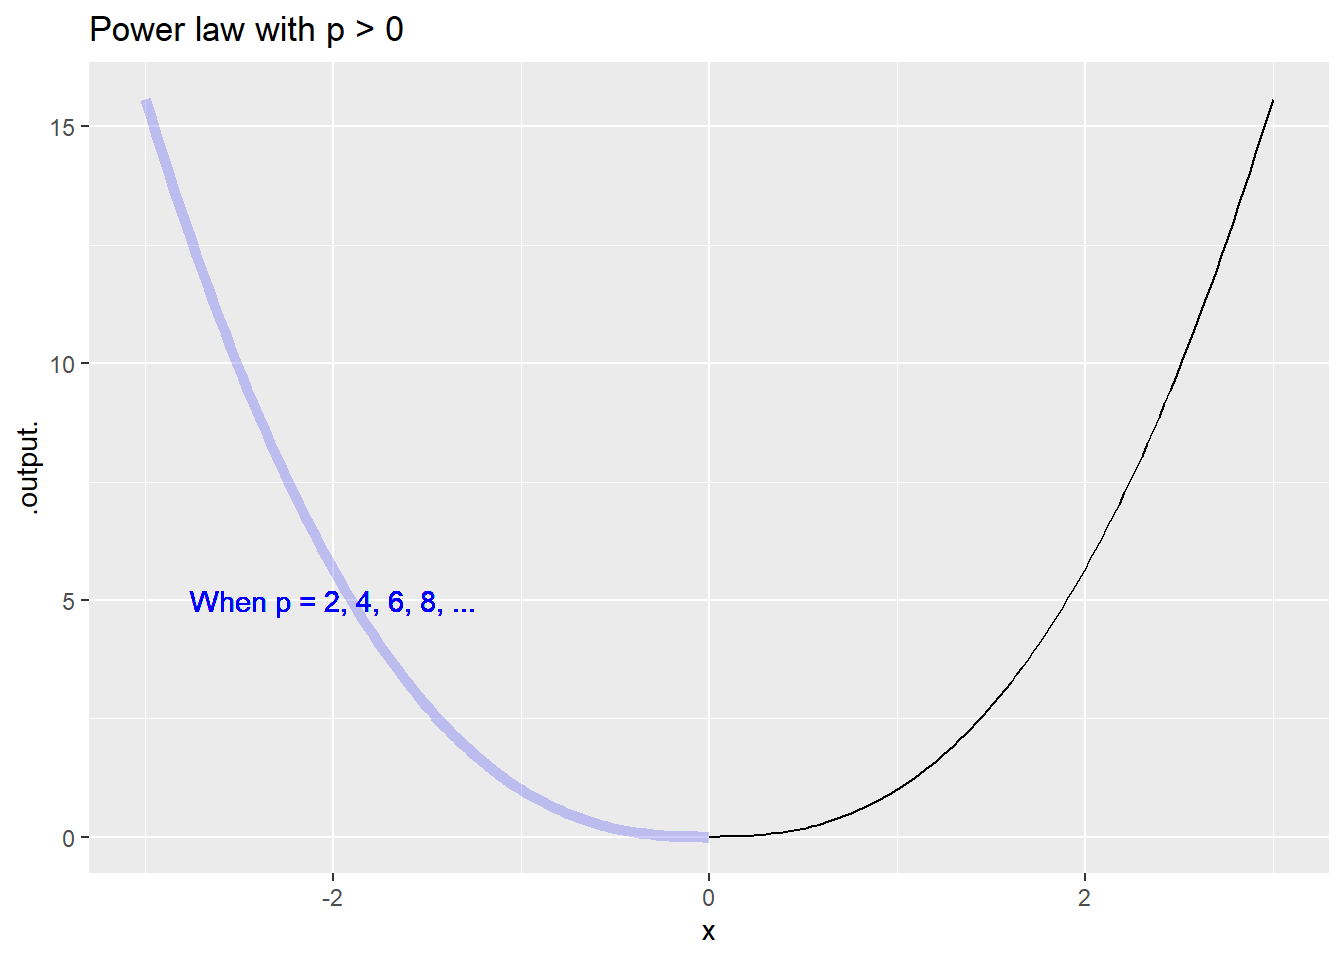 Power law with p > 0
15
10
5
0
.output.
When p = 2, 4, 6, 8, ...
-2
0
2
x